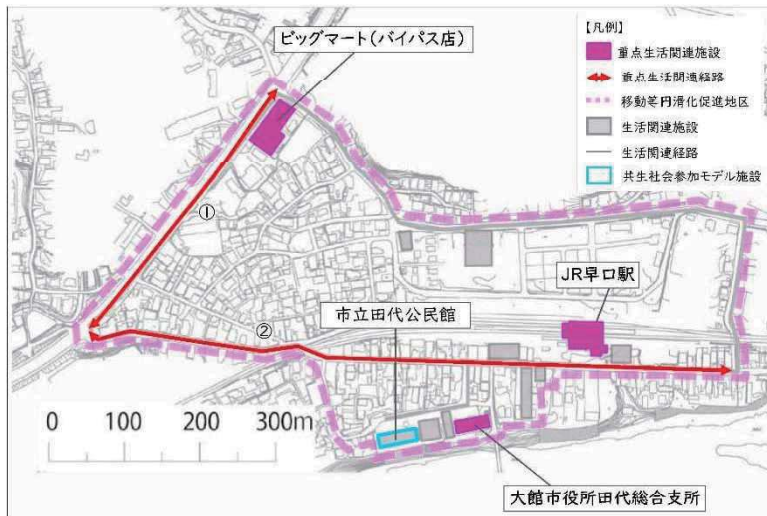 ビッグマート(バイパス店)
【凡例】
重点生活関連施設
重点生活関連経路
移動等円滑化促進地区
生活関連施設
生活関連経路
共生社会参加モデル施設
①
JR早口駅
市立田代公民館
②
0 100 200 300m
大館市役所田代総合支所